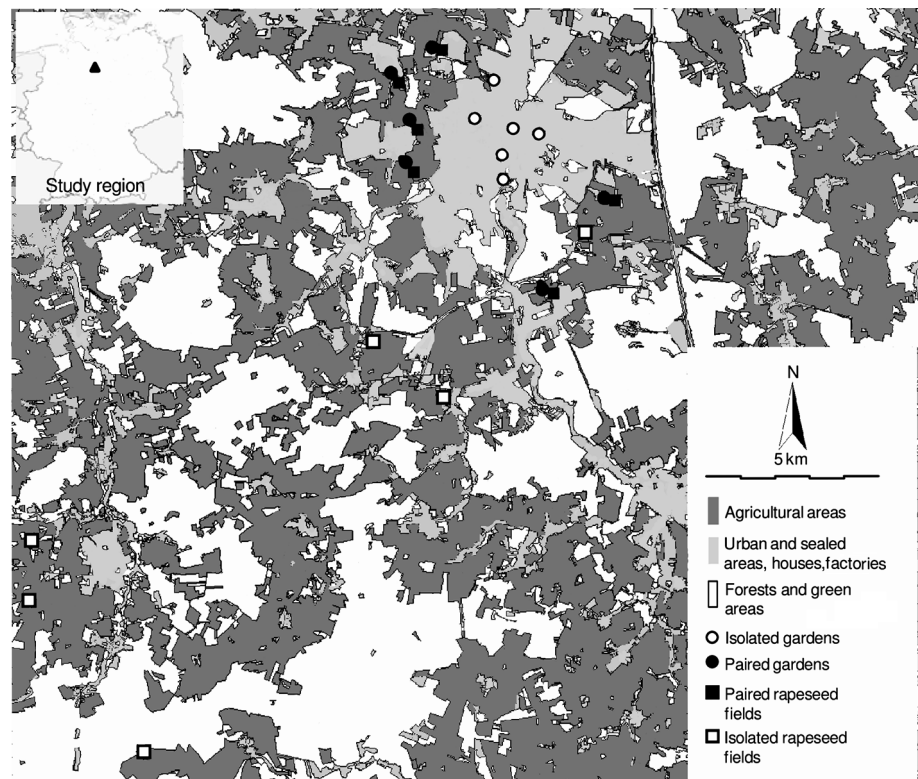 Study region
N
5 km
Agricultural areas
Urban and sealed
areas, houses,factories
Forests and green
areas
Isolated gardens
Paired gardens
Paired rapeseed
fields
Isolated rapeseed
fields